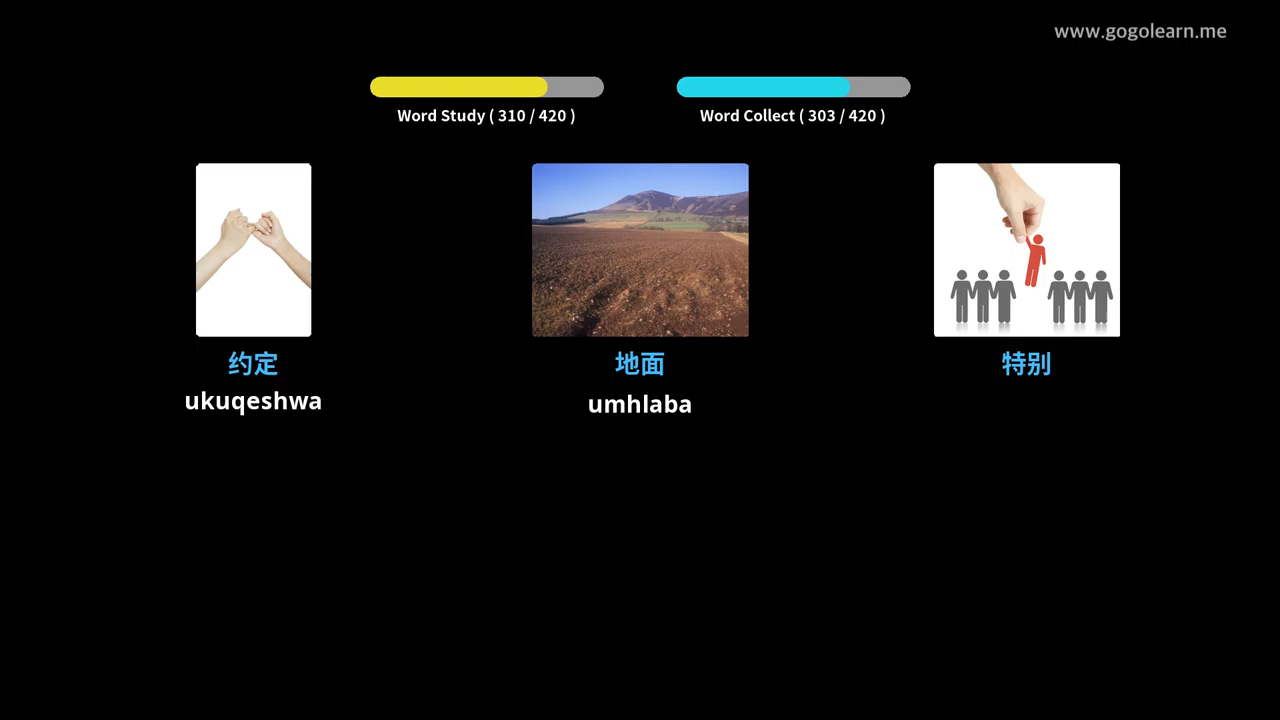 www.gogolearn.me
Word Study ( 310 / 420 )
Word Collect ( 303 / 420 )
约定
地面
特别
ukuqeshwa
umhlaba